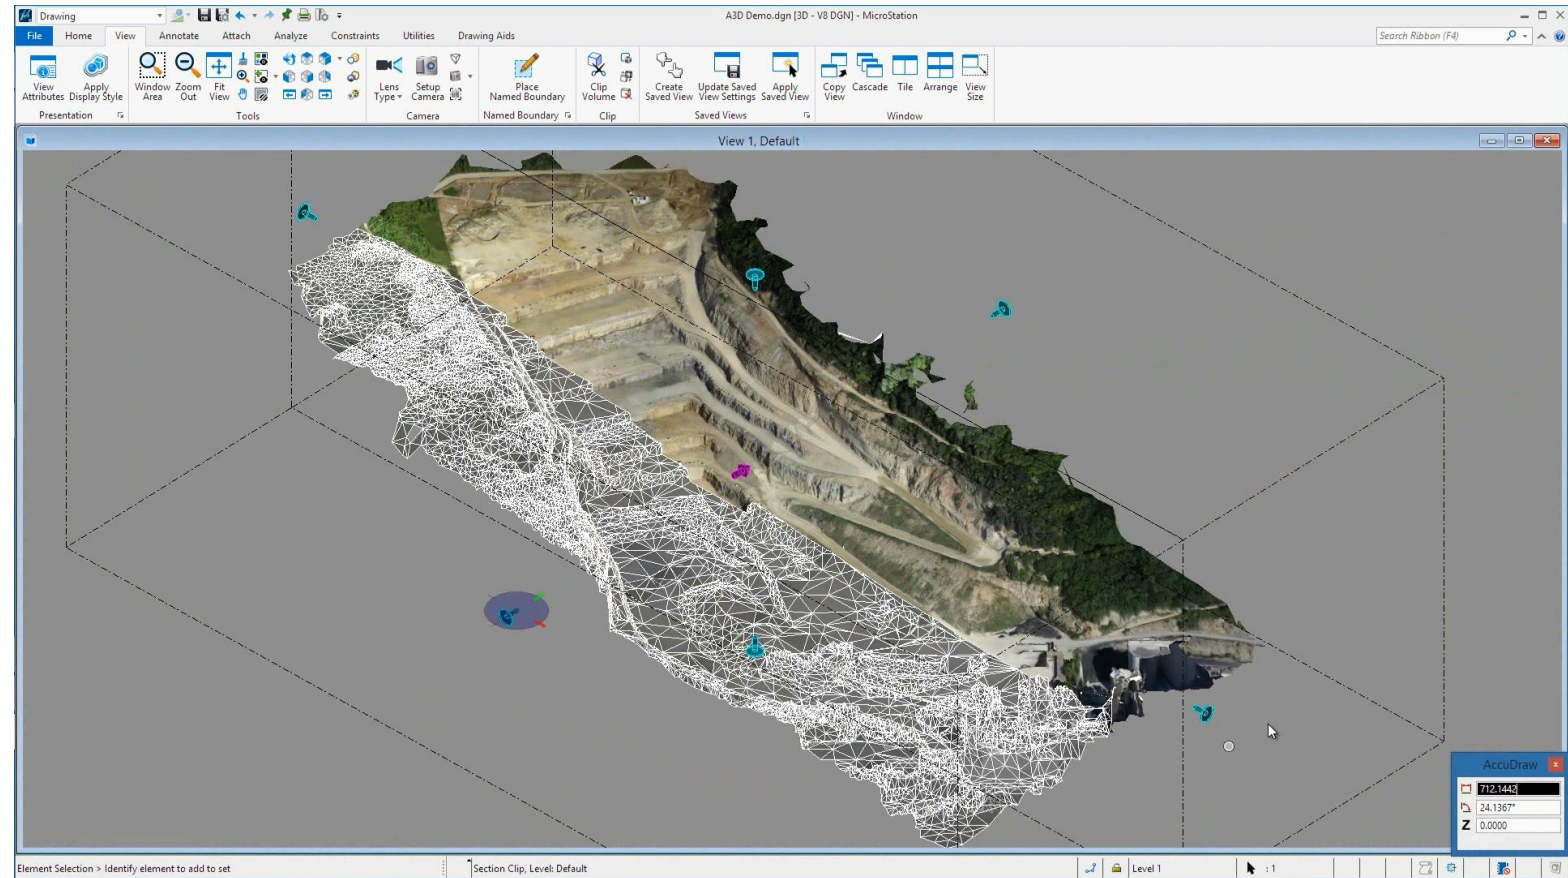 Drawing
A3D Demo.dgn [3D - V8 DGN] - MicroStation
File Home View Annotate Attach Analyze Constraints Utilities Drawing Aids
Search Ribbon (F4)
View Attributes
Apply Display Style
Window Area
Zoom Out
Fit View
Lens Type
Setup Camera
Place Named Boundary
Clip Volume
Create Saved View
Update Saved View Settings
Apply Saved View
Copy View
Cascade
Tile
Arrange
View Size
Presentation Tools Camera Named Boundary Clip Saved Views Window
View 1, Default
AccuDraw
712.1442
24.1367°
Z 0.0000
Element Selection > Identify element to add to set
Section Clip, Level: Default
Level 1
: 1